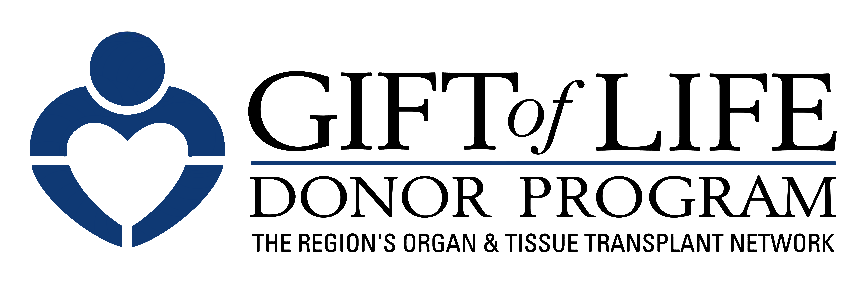 GIFT of LIFE
DONOR PROGRAM
THE REGION'S ORGAN & TISSUE TRANSPLANT NETWORK